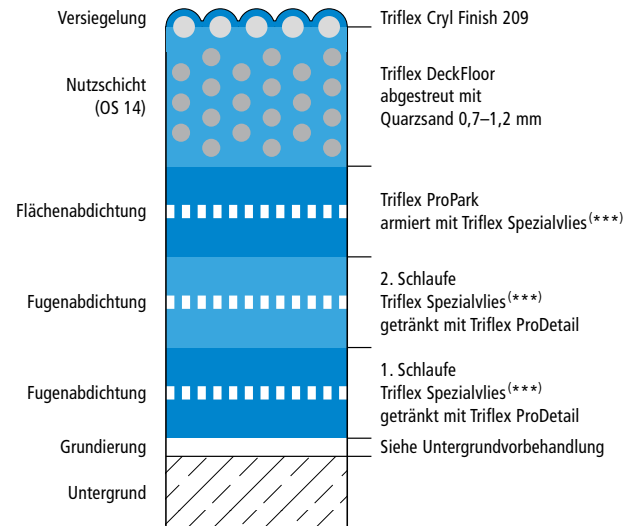 Versiegelung
Triflex Cryl Finish 209
Nutzschicht
(OS 14)
Triflex DeckFloor
abgestreut mit
Quarzsand 0,7–1,2 mm
Flächenabdichtung
Triflex ProPark
armiert mit Triflex Spezialvlies(***)
Fugenabdichtung
2. Schlaufe
Triflex Spezialvlies(***)
getränkt mit Triflex ProDetail
Fugenabdichtung
1. Schlaufe
Triflex Spezialvlies(***)
getränkt mit Triflex ProDetail
Grundierung
Siehe Untergrundvorbehandlung
Untergrund